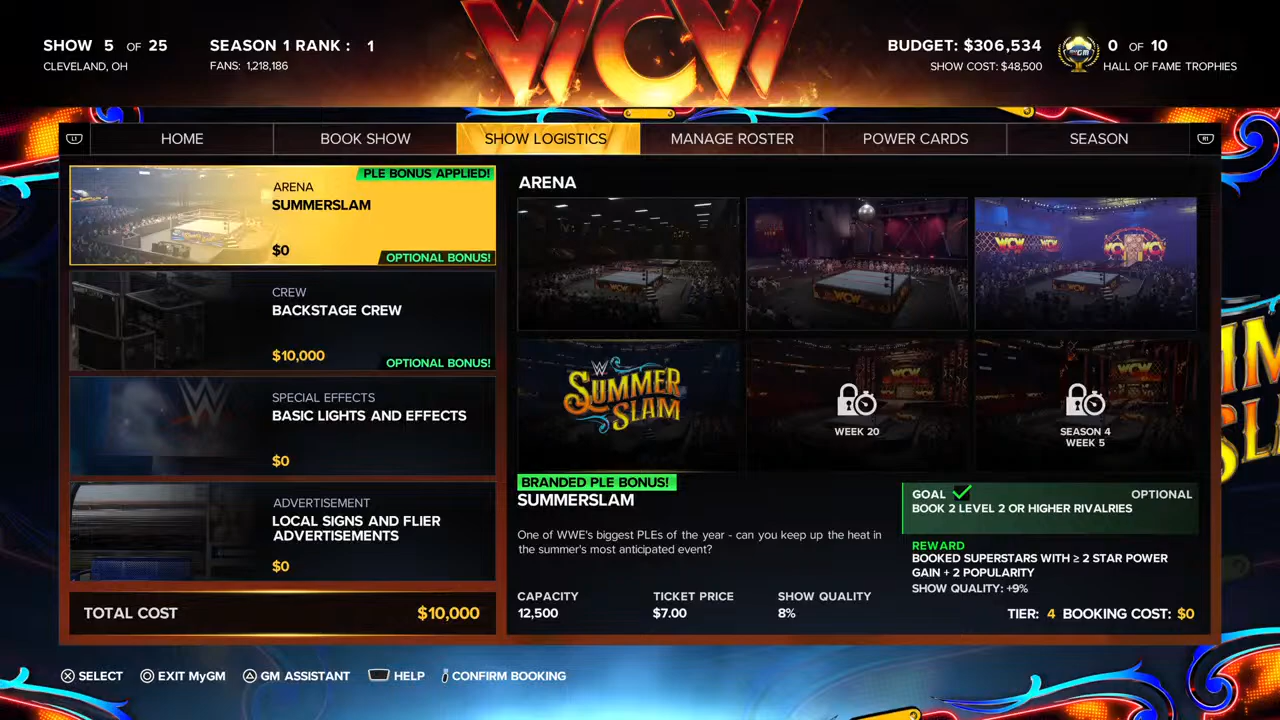 SHOW 5 OF 25
CLEVELAND, OH
SEASON 1 RANK : 1
FANS: 1,218,186
WCW
BUDGET: $306,534
SHOW COST: $48,500
0 OF 10
HALL OF FAME TROPHIES
L1
HOME
BOOK SHOW
SHOW LOGISTICS
MANAGE ROSTER
POWER CARDS
SEASON
R1
PLE BONUS APPLIED!
ARENA
SUMMERSLAM
$0
OPTIONAL BONUS!
CREW
BACKSTAGE CREW
$10,000
OPTIONAL BONUS!
SPECIAL EFFECTS
BASIC LIGHTS AND EFFECTS
$0
ADVERTISEMENT
LOCAL SIGNS AND FLIER
ADVERTISEMENTS
$0
TOTAL COST $10,000
ARENA
WCW
WCW
WCW
W
SUMMER
SLAM
WCW
WEEK 20
WCW
SEASON 4
WEEK 5
BRANDED PLE BONUS!
SUMMERSLAM
One of WWE's biggest PLEs of the year - can you keep up the heat in
the summer's most anticipated event?
CAPACITY
12,500
TICKET PRICE
$7.00
SHOW QUALITY
8%
GOAL OPTIONAL
BOOK 2 LEVEL 2 OR HIGHER RIVALRIES
REWARD
BOOKED SUPERSTARS WITH ≥ 2 STAR POWER
GAIN + 2 POPULARITY
SHOW QUALITY: +9%
TIER: 4 BOOKING COST: $0
SELECT
EXIT MyGM
GM ASSISTANT
HELP
CONFIRM BOOKING